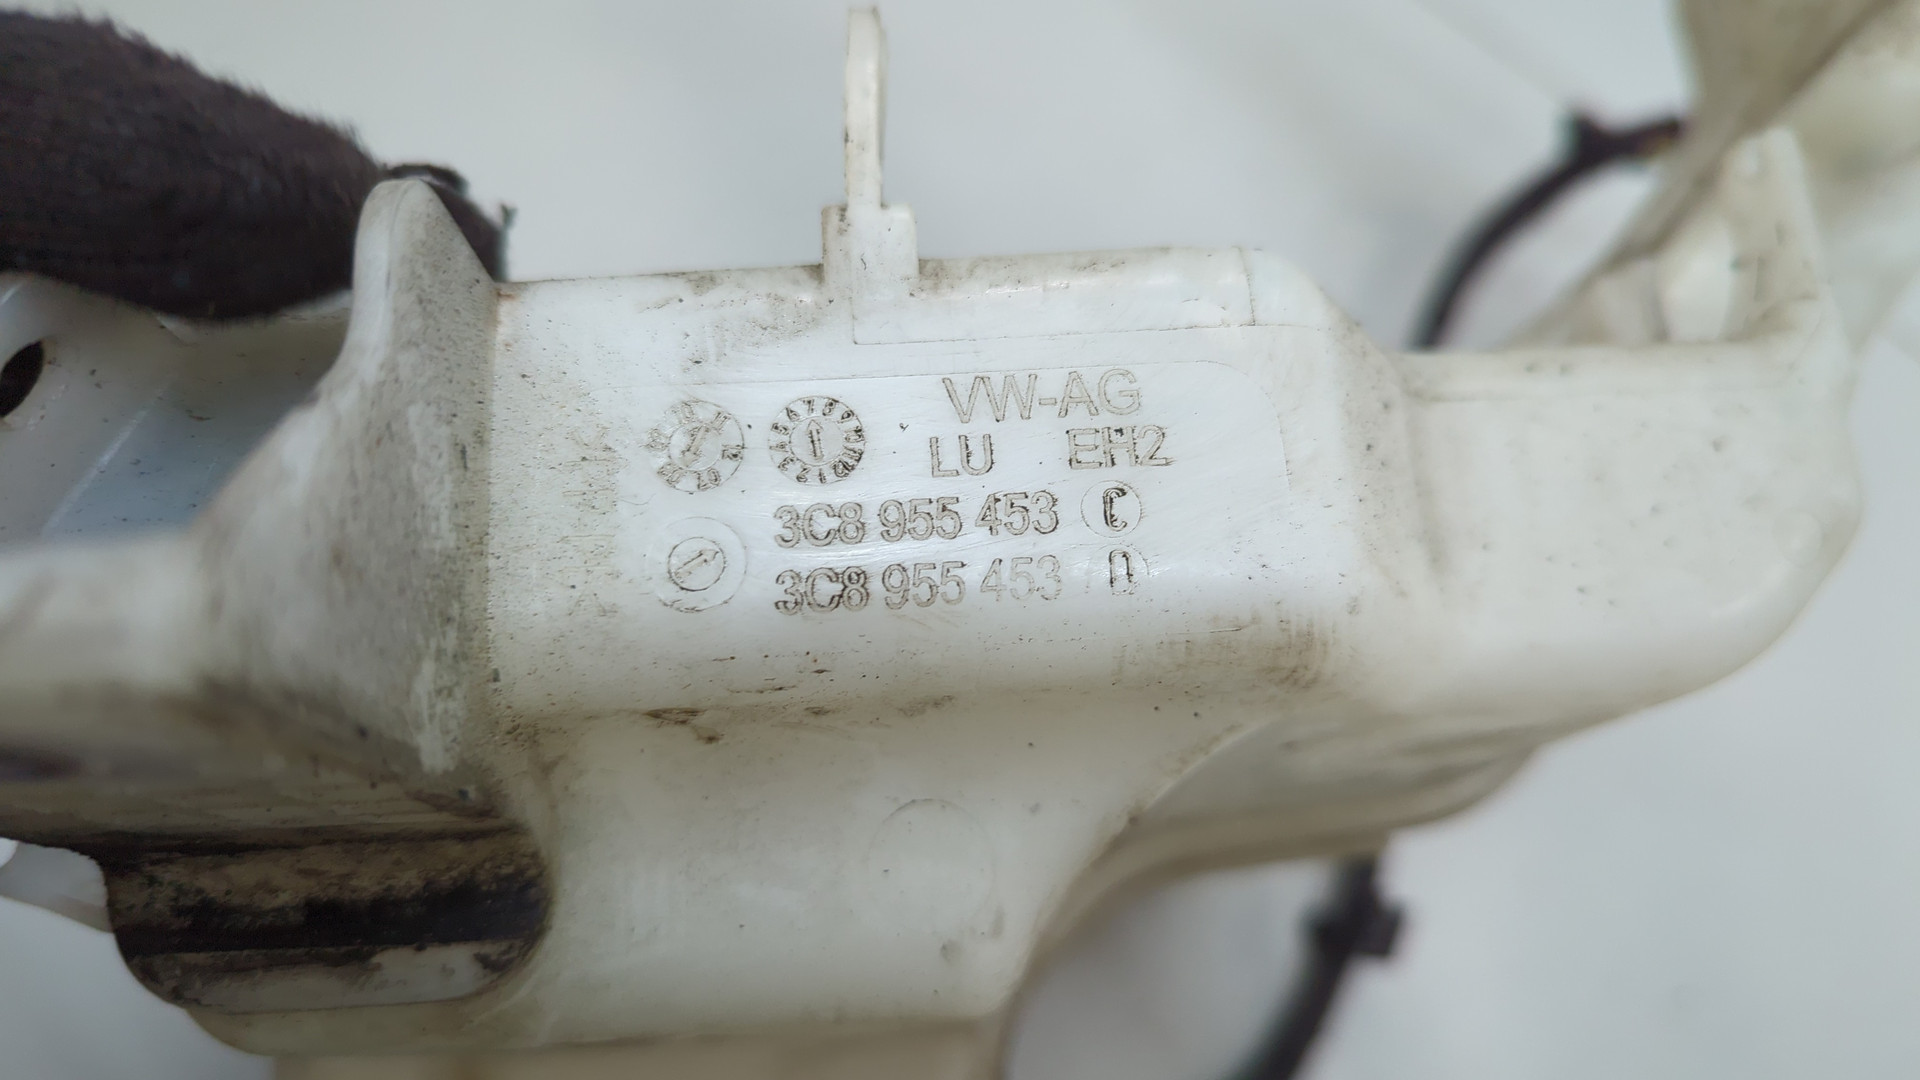 VW-AG
LU EH2
3C8 955 453 C
3C8 955 453 D